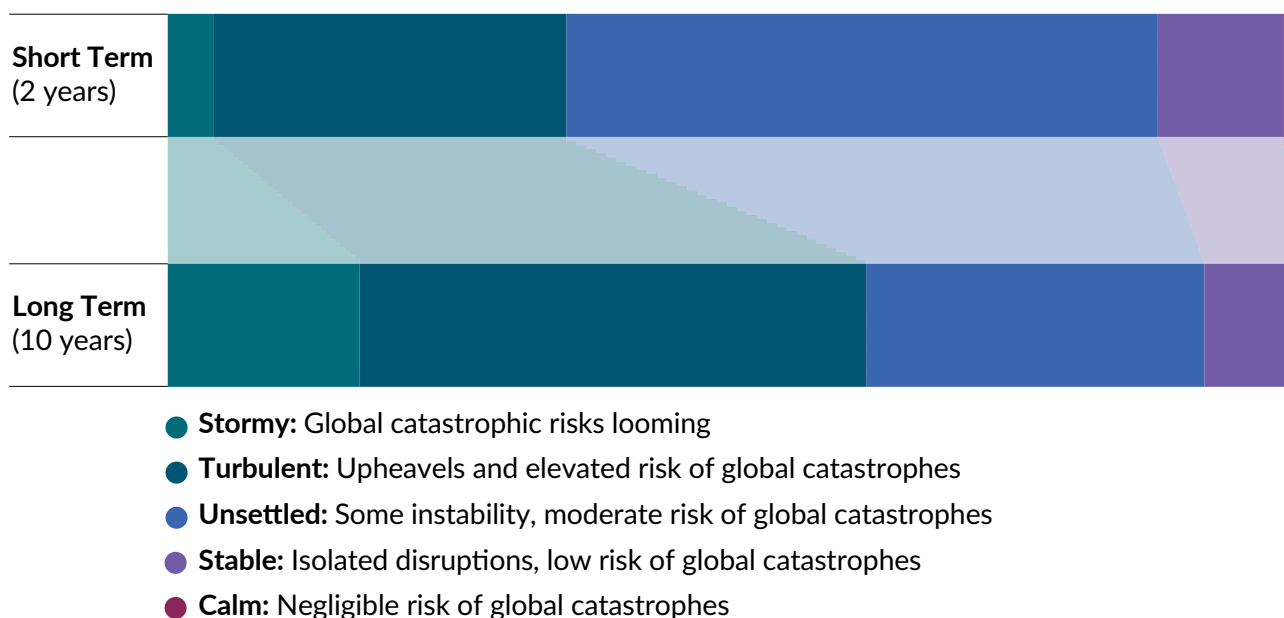 Short Term
(2 years)
Long Term
(10 years)
Stormy: Global catastrophic risks looming
Turbulent: Upheavels and elevated risk of global catastrophes
Unsettled: Some instability, moderate risk of global catastrophes
Stable: Isolated disruptions, low risk of global catastrophes
Calm: Negligible risk of global catastrophes